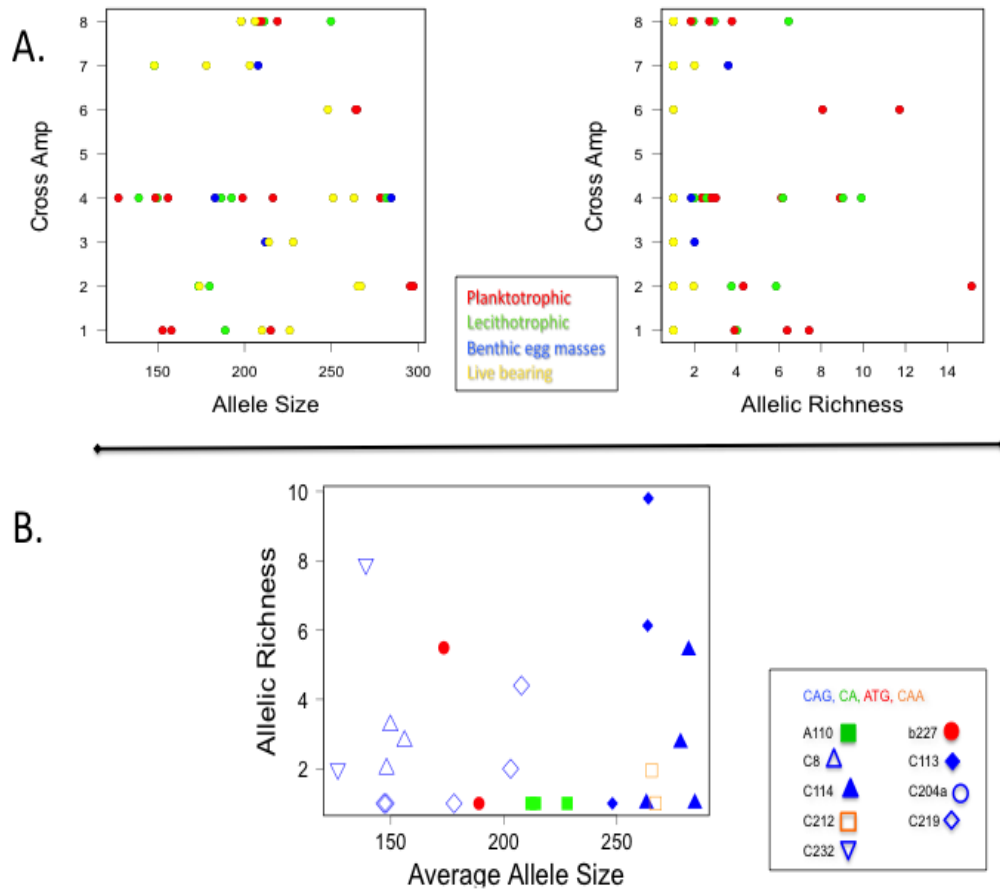 A.
8
7
6
5
4
3
2
1
Cross Amp
150
200
250
300
Allele Size
8
7
6
5
4
3
2
1
Cross Amp
2
4
6
8
10
12
14
Allelic Richness
Planktotrophic
Lecithotrophic
Benthic egg masses
Live bearing
B.
10
8
6
4
2
Allelic Richness
150
200
250
Average Allele Size
CAG, CA, ATG, CAA
A110
b227
C8
C113
C114
C204a
C212
C219
C232